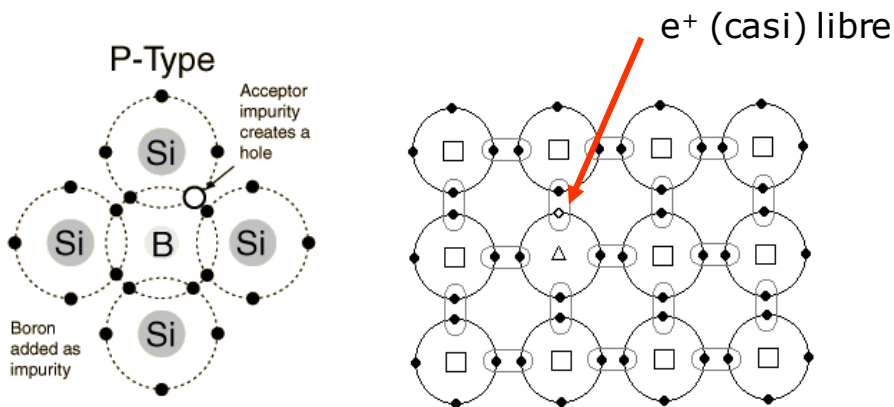 e⁺ (casi) libre
P-Type
Acceptor
impurity
creates a
hole
Si
Si
B
Si
Si
Boron
added as
impurity